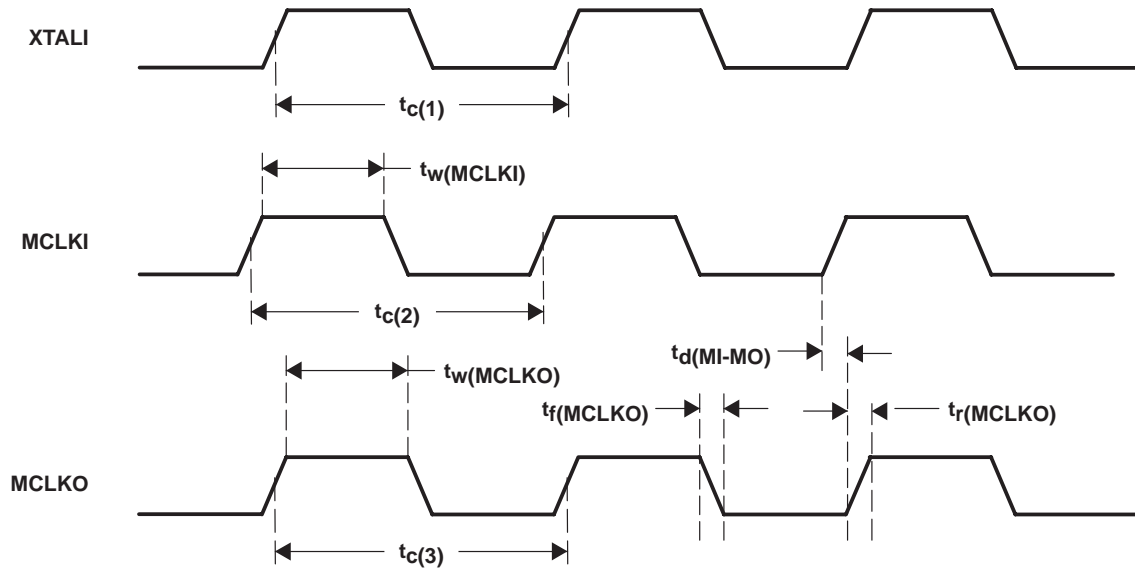 XTALI
tc(1)
tw(MCLKI)
MCLKI
tc(2)
td(MI-MO)
tw(MCLKO)
tf(MCLKO)
tr(MCLKO)
MCLKO
tc(3)